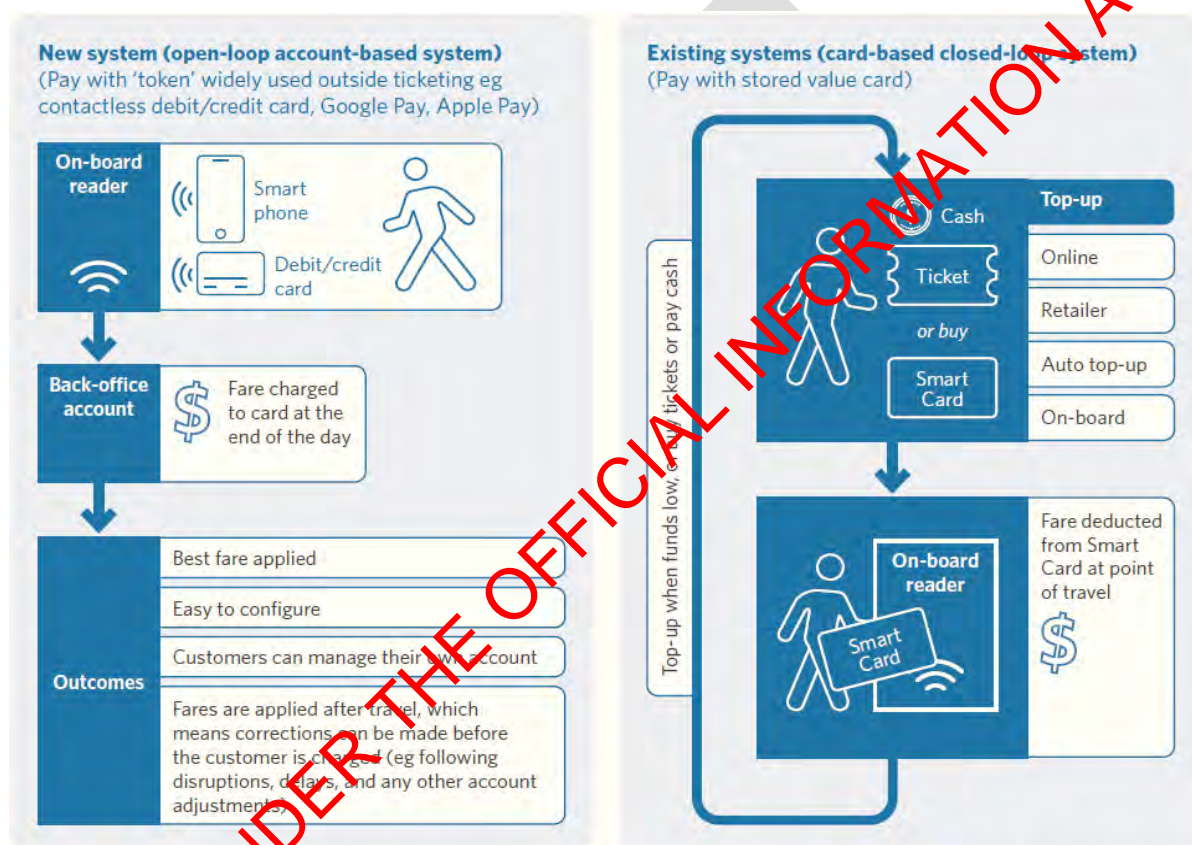 New system (open-loop account-based system)
(Pay with ‘token’ widely used outside ticketing eg
contactless debit/credit card, Google Pay, Apple Pay)
On-board
reader
Smart
phone
Debit/credit
card
Back-office
account
Fare charged
to card at the
end of the day
Outcomes
Best fare applied
Easy to configure
Customers can manage their own account
Fares are applied after travel, which
means corrections can be made before
the customer is charged (eg following
disruptions, delays, and any other account
adjustments)
Existing systems (card-based closed-loop system)
(Pay with stored value card)
Top-up when funds low, or buy tickets or pay cash
Cash
Ticket
or buy
Smart
Card
Top-up
Online
Retailer
Auto top-up
On-board
On-board
reader
Smart
Card
Fare deducted
from Smart
Card at point
of travel
$
$
UNDER THE OFFICIAL INFORMATION A